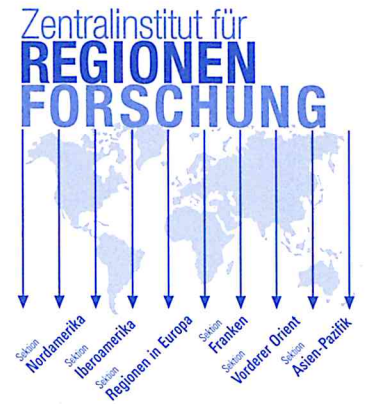 Zentralinstitut für
REGIONEN
FORSCHUNG
Sektion
Nordamerika
Sektion
Iberoamerika
Sektion
Regionen in Europa
Sektion
Franken
Sektion
Vorderer Orient
Sektion
Asien-Pazifik